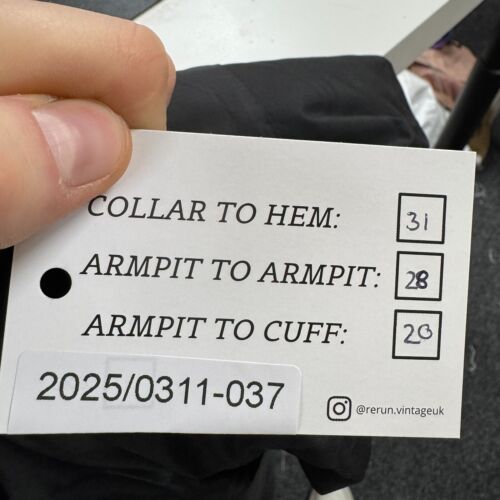 COLLAR TO HEM: 31
ARMPIT TO ARMPIT: 28
ARMPIT TO CUFF: 20
2025/0311-037
@rerun.vintageuk